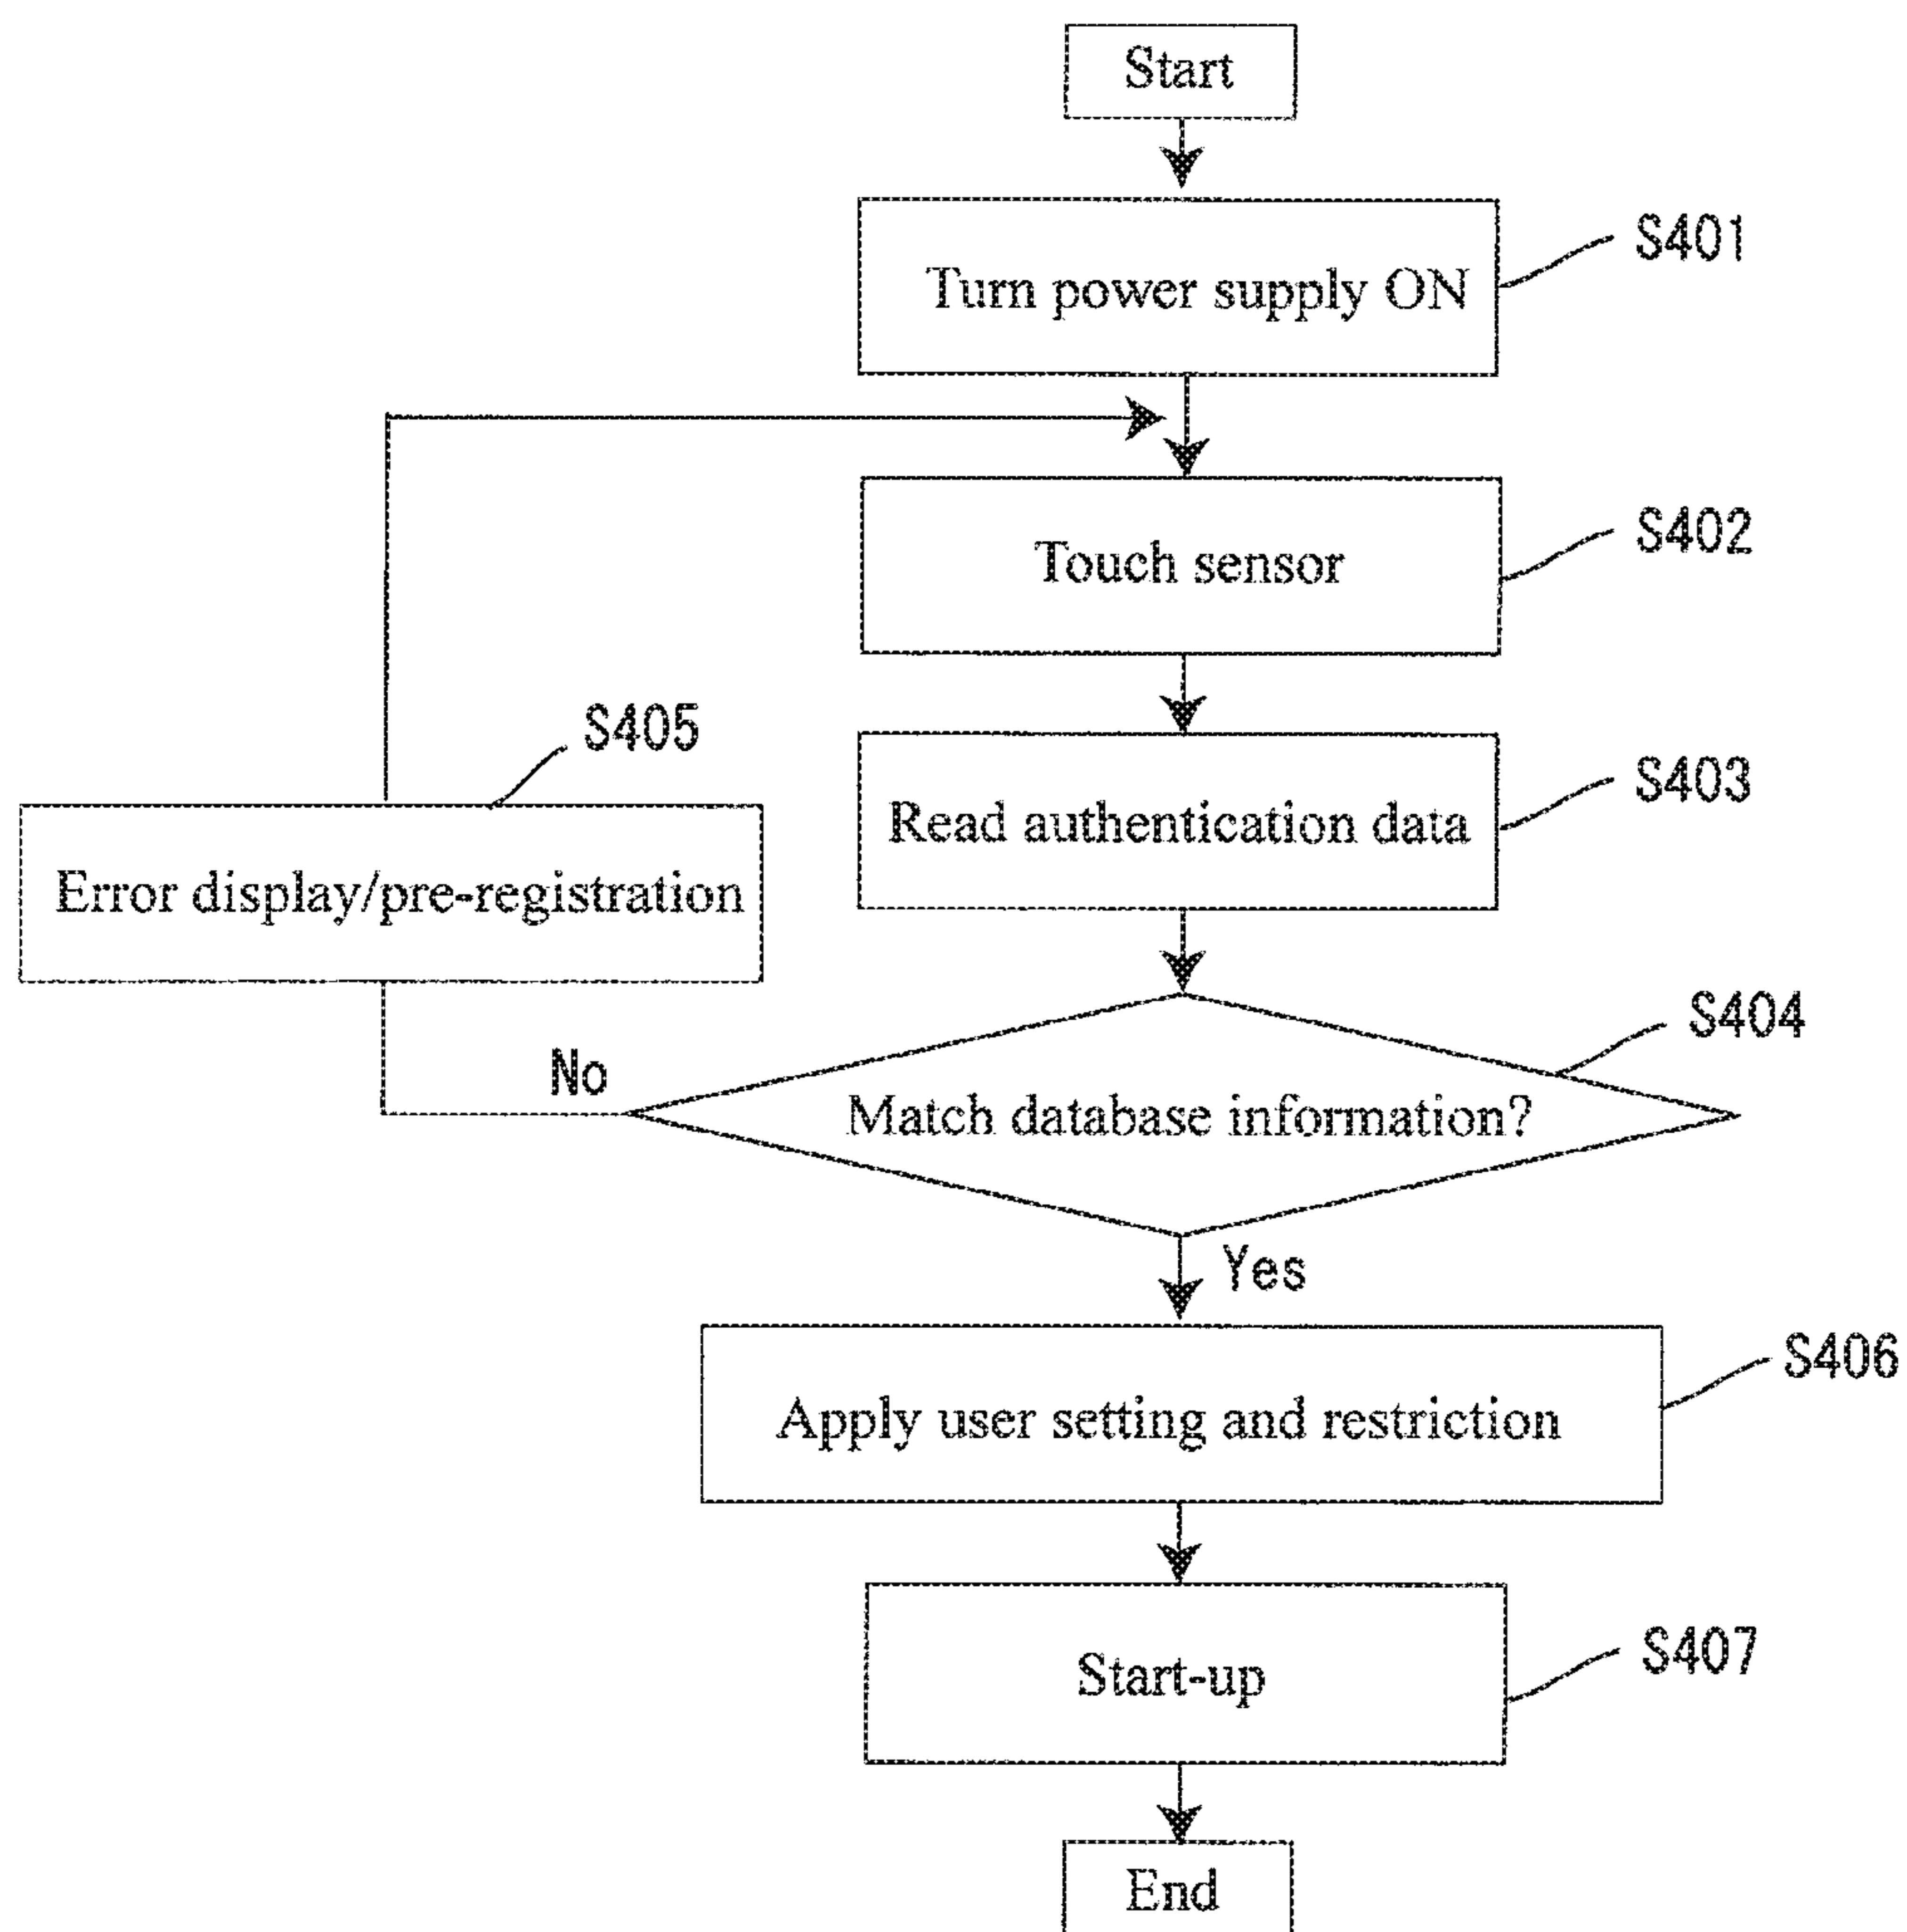 Start
Turn power supply ON
S401
Touch sensor
S402
Read authentication data
S403
S405
Error display/pre-registration
Match database information?
S404
No
Yes
Apply user setting and restriction
S406
Start-up
S407
End